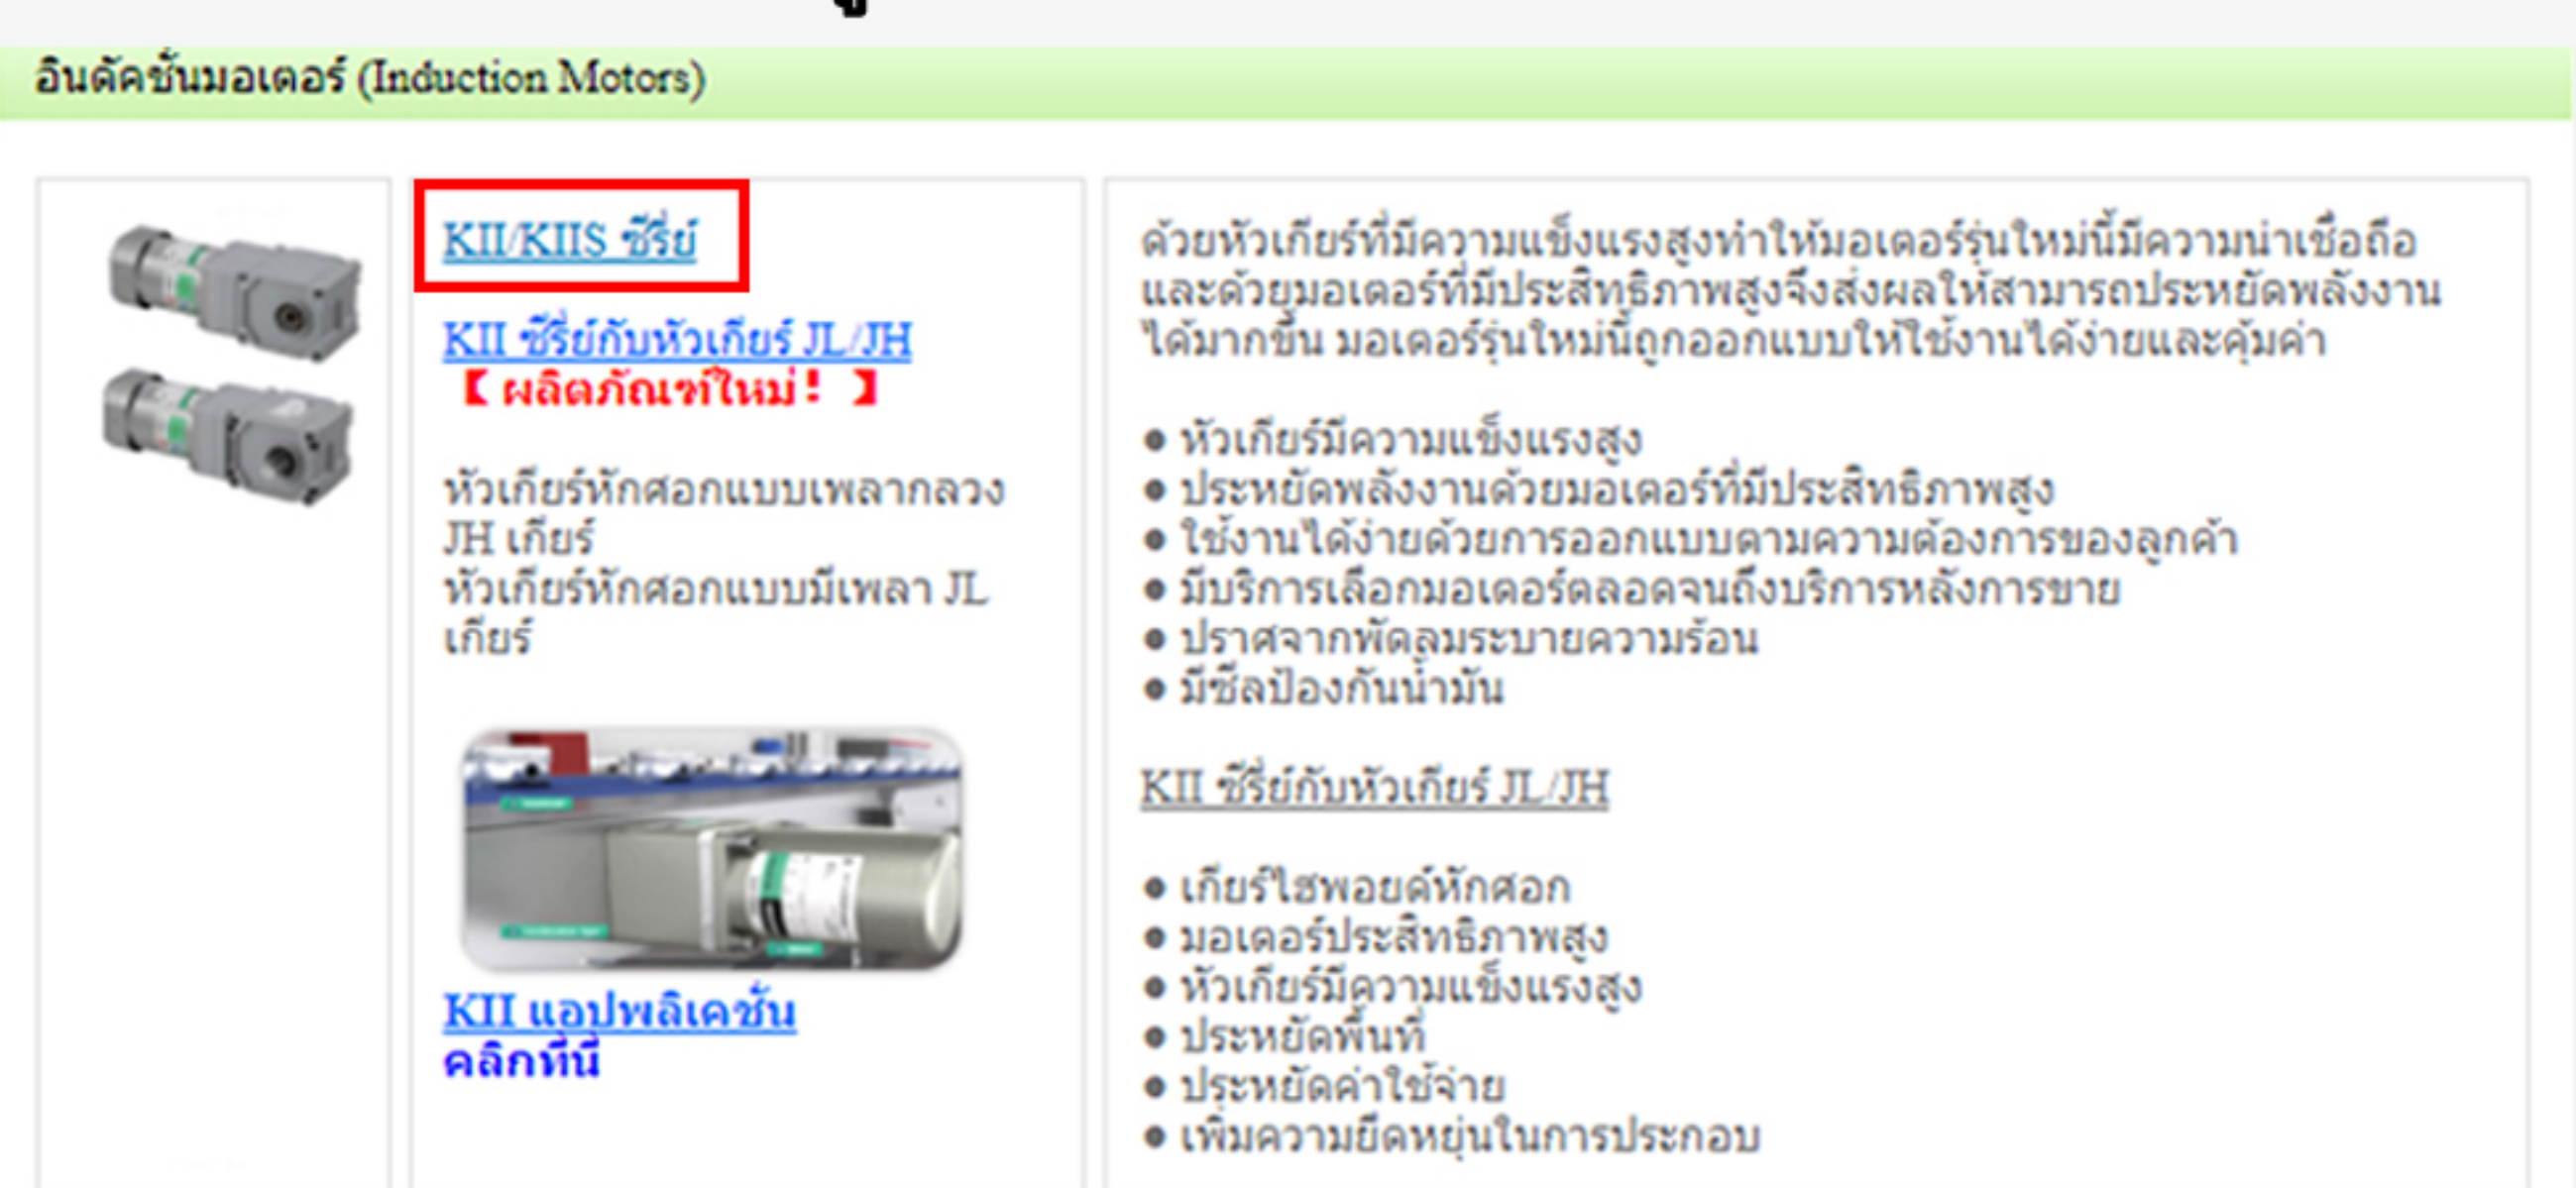 อินดัคชั่นมอเตอร์ (Induction Motors)
KII/KIIS ซีรี่ย์
KII ซีรี่ย์กับหัวเกียร์ JL/JH
【 ผลิตภัณฑ์ใหม่! 】
หัวเกียร์หักศอกแบบเพลากลวง
JH เกียร์
หัวเกียร์หักศอกแบบมีเพลา JL
เกียร์
KII แอปพลิเคชั่น
คลิกที่นี่
ด้วยหัวเกียร์ที่มีความแข็งแรงสูงทำให้มอเตอร์รุ่นใหม่นี้มีความน่าเชื่อถือ
และด้วยมอเตอร์ที่มีประสิทธิภาพสูงจึงส่งผลให้สามารถประหยัดพลังงาน
ได้มากขึ้น มอเตอร์รุ่นใหม่นี้ถูกออกแบบให้ใช้งานได้ง่ายและคุ้มค่า
● หัวเกียร์มีความแข็งแรงสูง
● ประหยัดพลังงานด้วยมอเตอร์ที่มีประสิทธิภาพสูง
● ใช้งานได้ง่ายด้วยการออกแบบตามความต้องการของลูกค้า
● มีบริการเลือกมอเตอร์ตลอดจนถึงบริการหลังการขาย
● ปราศจากพัดลมระบายความร้อน
● มีซีลป้องกันน้ำมัน
KII ซีรี่ย์กับหัวเกียร์ JL/JH
● เกียร์ไฮพอยด์หักศอก
● มอเตอร์ประสิทธิภาพสูง
● หัวเกียร์มีความแข็งแรงสูง
● ประหยัดพื้นที่
● ประหยัดค่าใช้จ่าย
● เพิ่มความยืดหยุ่นในการประกอบ